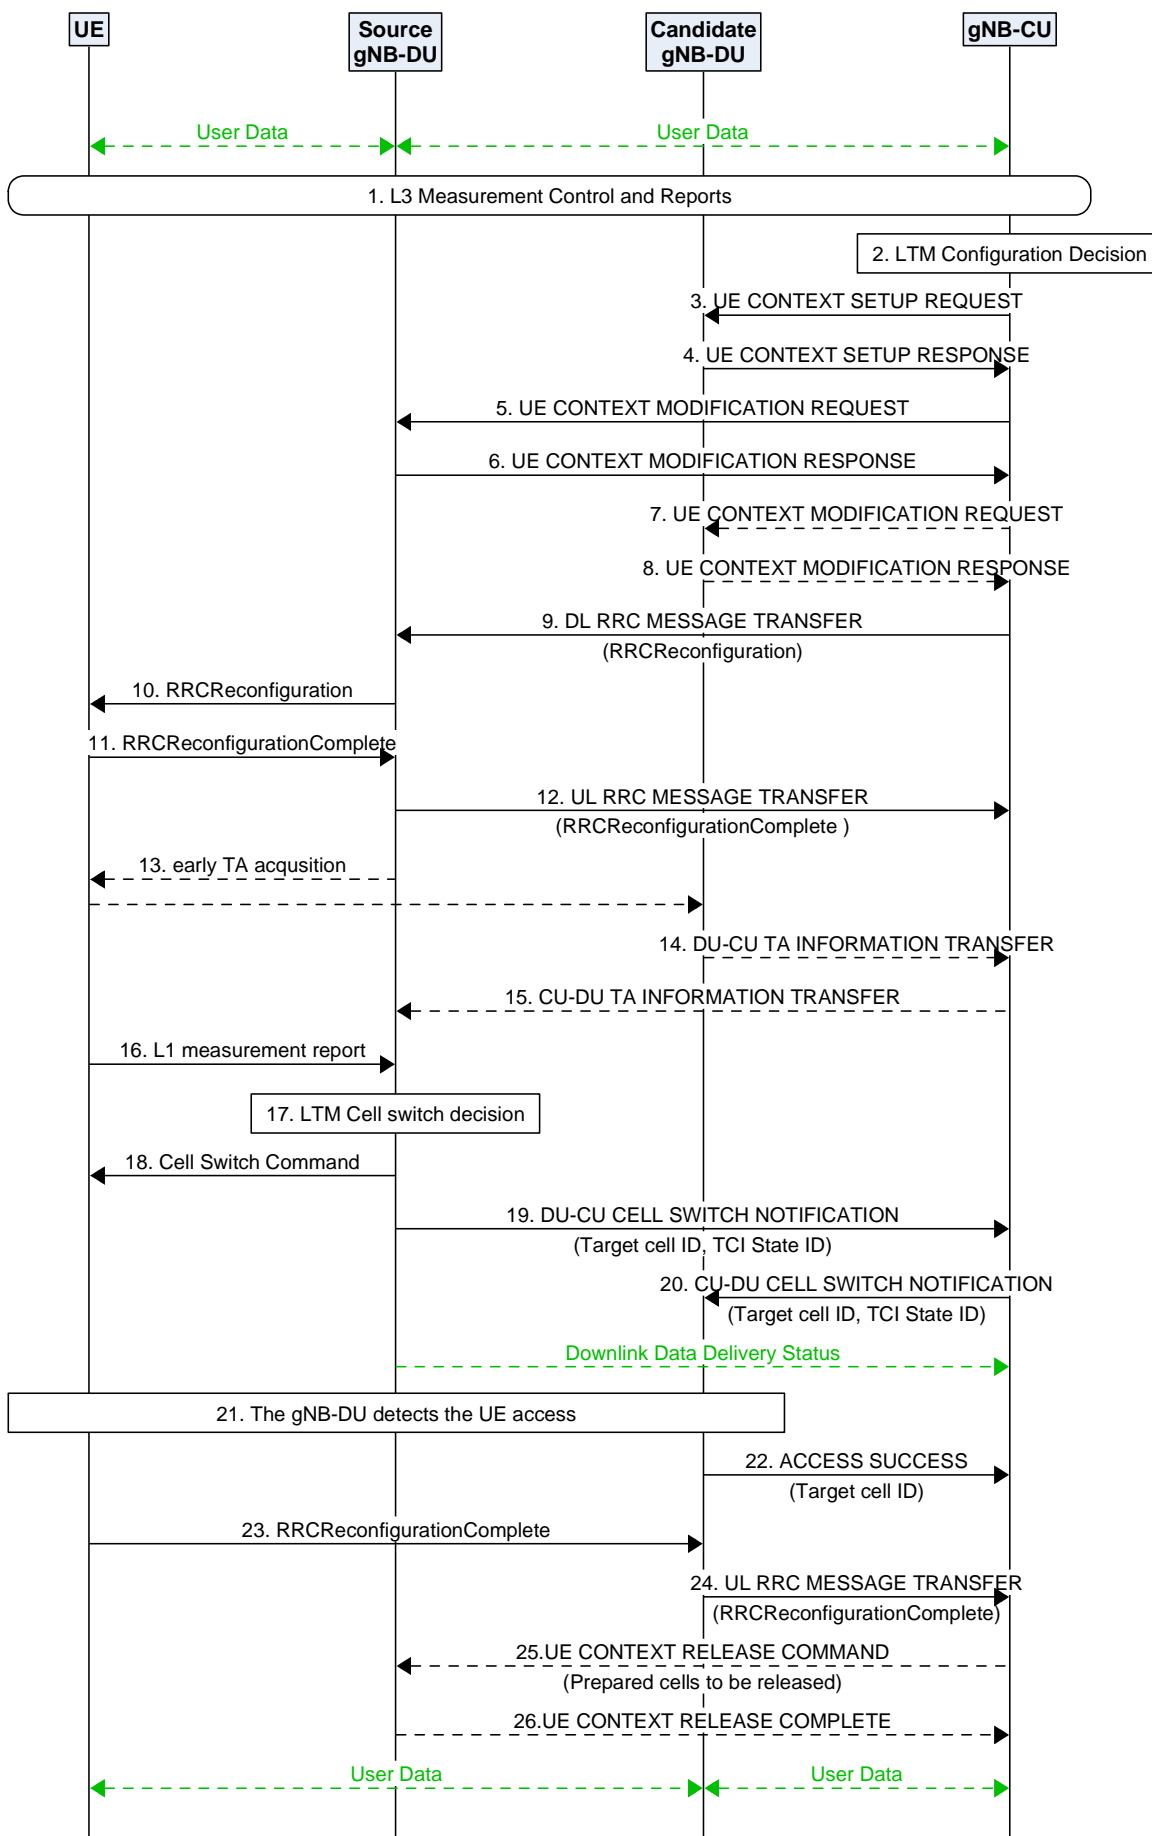 UE
Source
gNB-DU
Candidate
gNB-DU
gNB-CU
User Data
User Data
1. L3 Measurement Control and Reports
2. LTM Configuration Decision
3. UE CONTEXT SETUP REQUEST
4. UE CONTEXT SETUP RESPONSE
5. UE CONTEXT MODIFICATION REQUEST
6. UE CONTEXT MODIFICATION RESPONSE
7. UE CONTEXT MODIFICATION REQUEST
8. UE CONTEXT MODIFICATION RESPONSE
9. DL RRC MESSAGE TRANSFER
(RRCReconfiguration)
10. RRCReconfiguration
11. RRCReconfigurationComplete
12. UL RRC MESSAGE TRANSFER
(RRCReconfigurationComplete )
13. early TA acqusition
14. DU-CU TA INFORMATION TRANSFER
15. CU-DU TA INFORMATION TRANSFER
16. L1 measurement report
17. LTM Cell switch decision
18. Cell Switch Command
19. DU-CU CELL SWITCH NOTIFICATION
(Target cell ID, TCI State ID)
20. CU-DU CELL SWITCH NOTIFICATION
(Target cell ID, TCI State ID)
Downlink Data Delivery Status
21. The gNB-DU detects the UE access
22. ACCESS SUCCESS
(Target cell ID)
23. RRCReconfigurationComplete
24. UL RRC MESSAGE TRANSFER
(RRCReconfigurationComplete)
25.UE CONTEXT RELEASE COMMAND
(Prepared cells to be released)
26.UE CONTEXT RELEASE COMPLETE
User Data
User Data